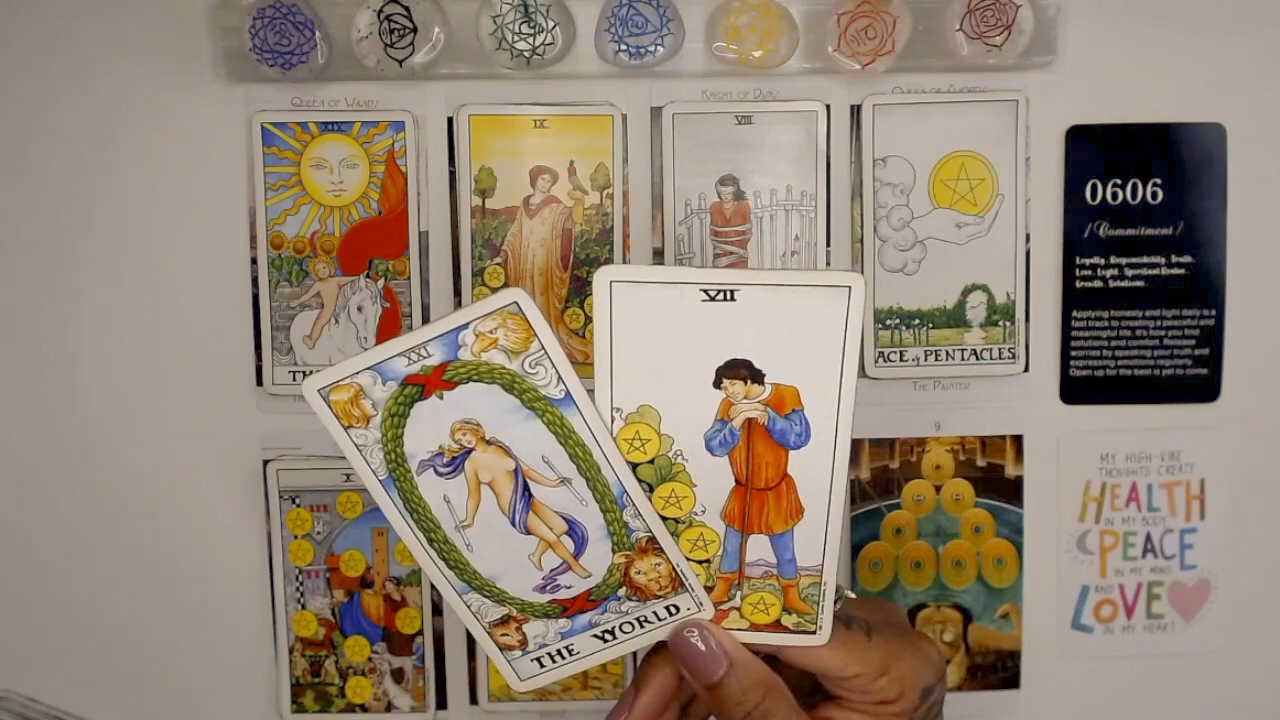 QUEEN OF WANDS
KNIGHT OF CUPS
QUEEN OF SWORDS
XIX
IX
VIII
0606
/ Commitment /
Loyalty. Responsibility. Truth.
Love. Light. Spiritual Realm.
Growth. Solutions.
Applying honesty and light daily is a
fast track to creating a peaceful and
meaningful life. It's how you find
solutions and comfort. Release
worries by speaking your truth and
expressing emotions regularly.
Open up for the best is yet to come.
ACE of PENTACLES
THE PAINTER
VII
XXI
THE WORLD.
X
9
MY HIGH-VIBE
THOUGHTS CREATE
HEALTH
IN MY BODY
PEACE
IN MY MIND
AND
LOVE
IN MY HEART